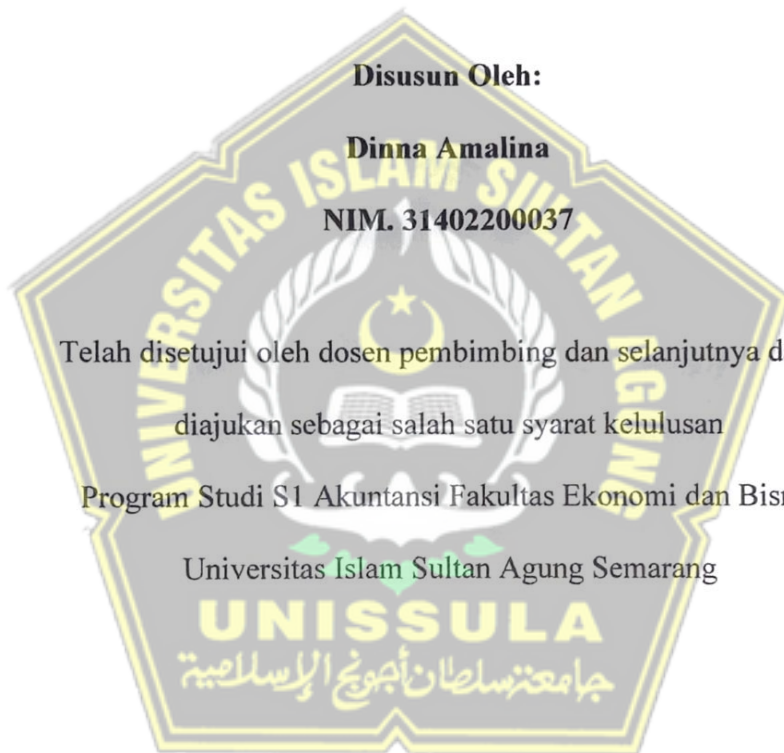 Disusun Oleh:
Dinna Amalina
NIM. 31402200037
UNIVERSITAS ISLAM SULTAN AGUNG
Telah disetujui oleh dosen pembimbing dan selanjutnya d
diajukan sebagai salah satu syarat kelulusan
Program Studi S1 Akuntansi Fakultas Ekonomi dan Bisn
Universitas Islam Sultan Agung Semarang
UNISSULA
جامعة سلطان أجونج الإسلامية